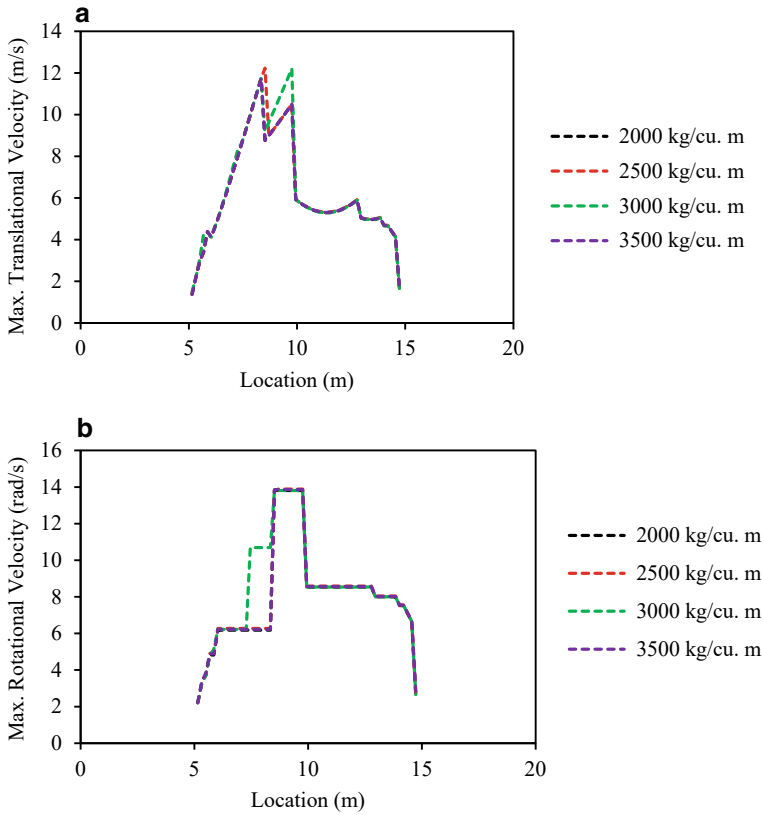 a
Max. Translational Velocity (m/s)
14
12
10
8
6
4
2
0
0 5 10 15 20
Location (m)
2000 kg/cu. m
2500 kg/cu. m
3000 kg/cu. m
3500 kg/cu. m
b
Max. Rotational Velocity (rad/s)
16
14
12
10
8
6
4
2
0
0 5 10 15 20
Location (m)
2000 kg/cu. m
2500 kg/cu. m
3000 kg/cu. m
3500 kg/cu. m